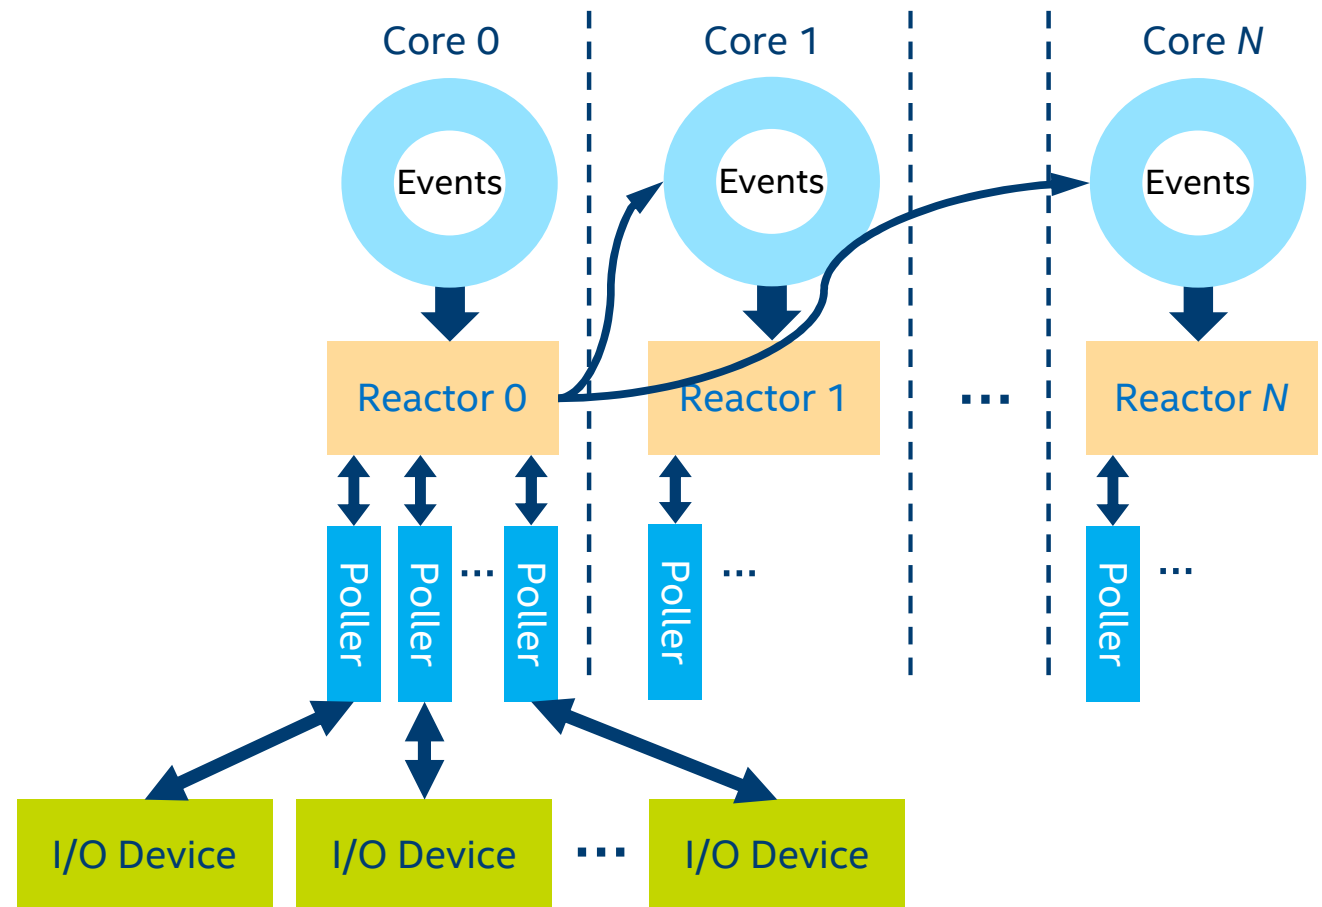 Core 0
Core 1
Core N
Events
Events
Events
Reactor 0
Reactor 1
...
Reactor N
Poller
Poller
...
Poller
Poller
...
Poller
...
I/O Device
I/O Device
...
I/O Device